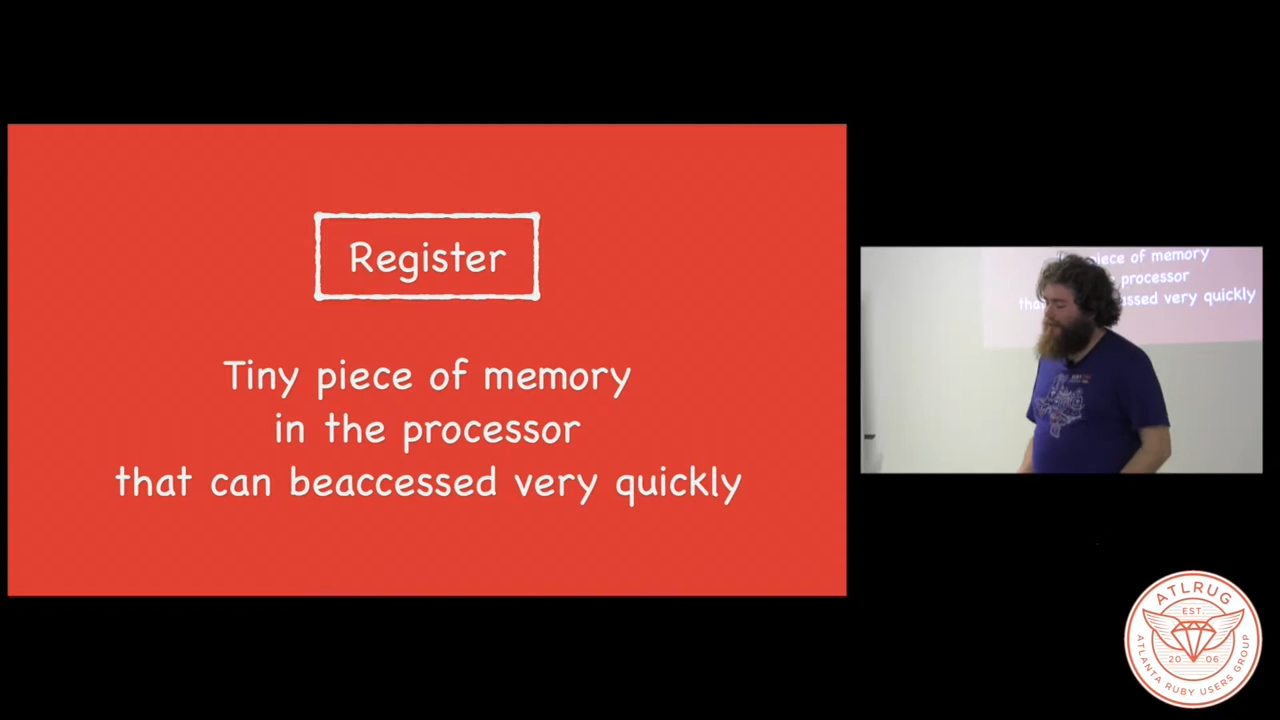 Register
Tiny piece of memory
in the processor
that can beaccessed very quickly
piece of memory
processor
very quickly
ATLRUG
EST.
20 06
ATLANTA RUBY USERS GROUP